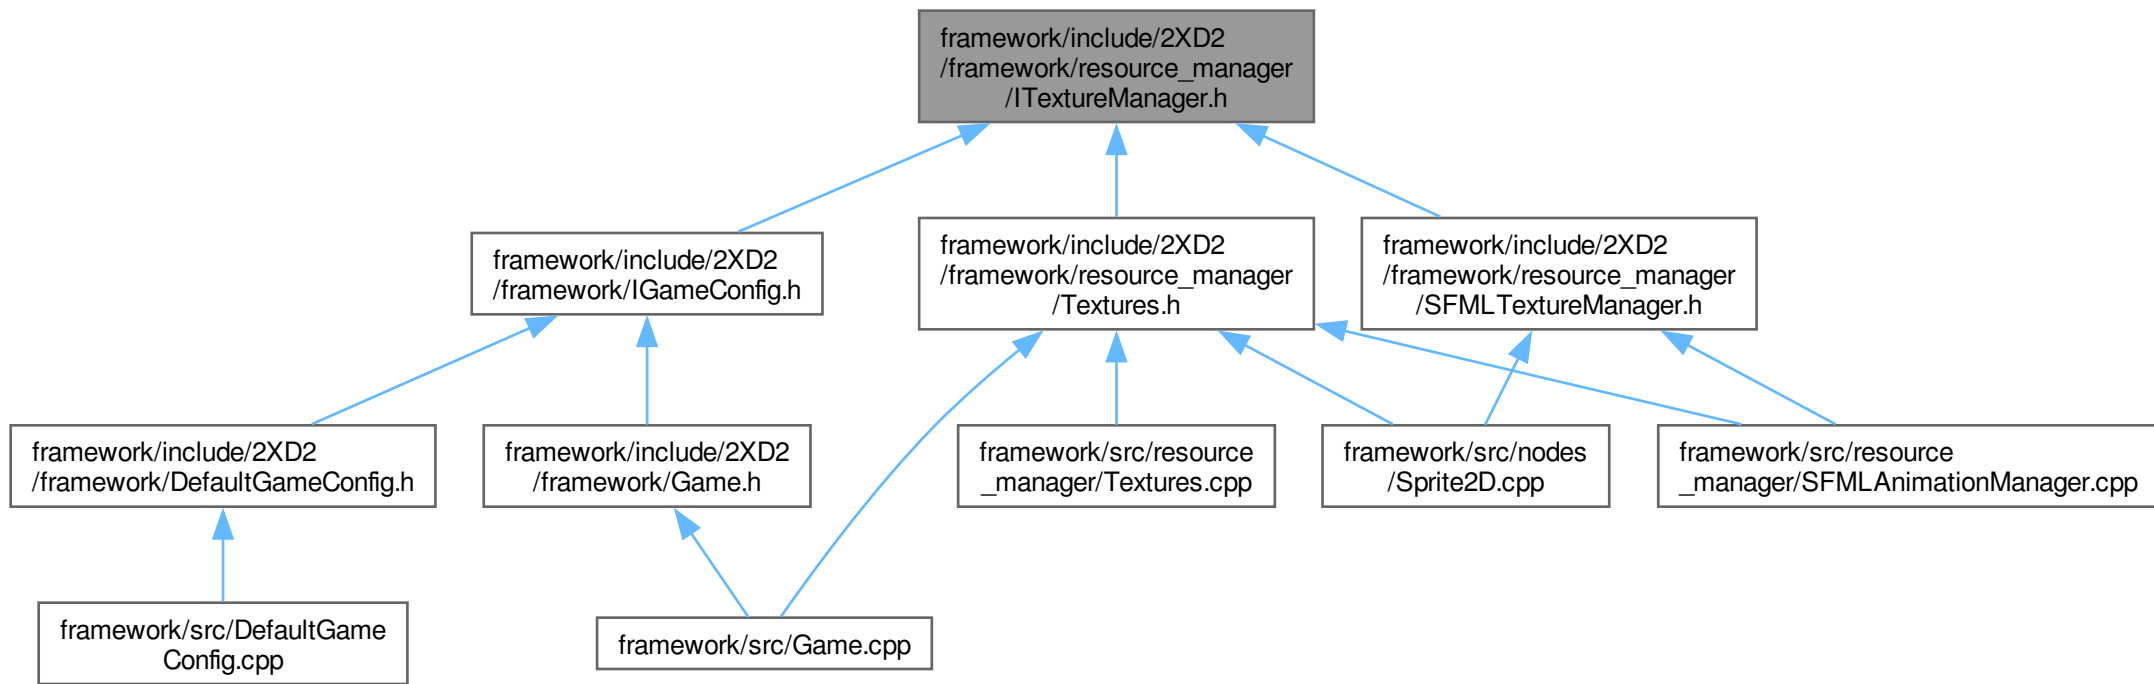 framework/include/2XD2
/framework/resource_manager
/ITextureManager.h
framework/include/2XD2
/framework/IGameConfig.h
framework/include/2XD2
/framework/resource_manager
/Textures.h
framework/include/2XD2
/framework/resource_manager
/SFMLTextureManager.h
framework/include/2XD2
/framework/DefaultGameConfig.h
framework/include/2XD2
/framework/Game.h
framework/src/resource
_manager/Textures.cpp
framework/src/nodes
/Sprite2D.cpp
framework/src/resource
_manager/SFMLAnimationManager.cpp
framework/src/DefaultGame
Config.cpp
framework/src/Game.cpp